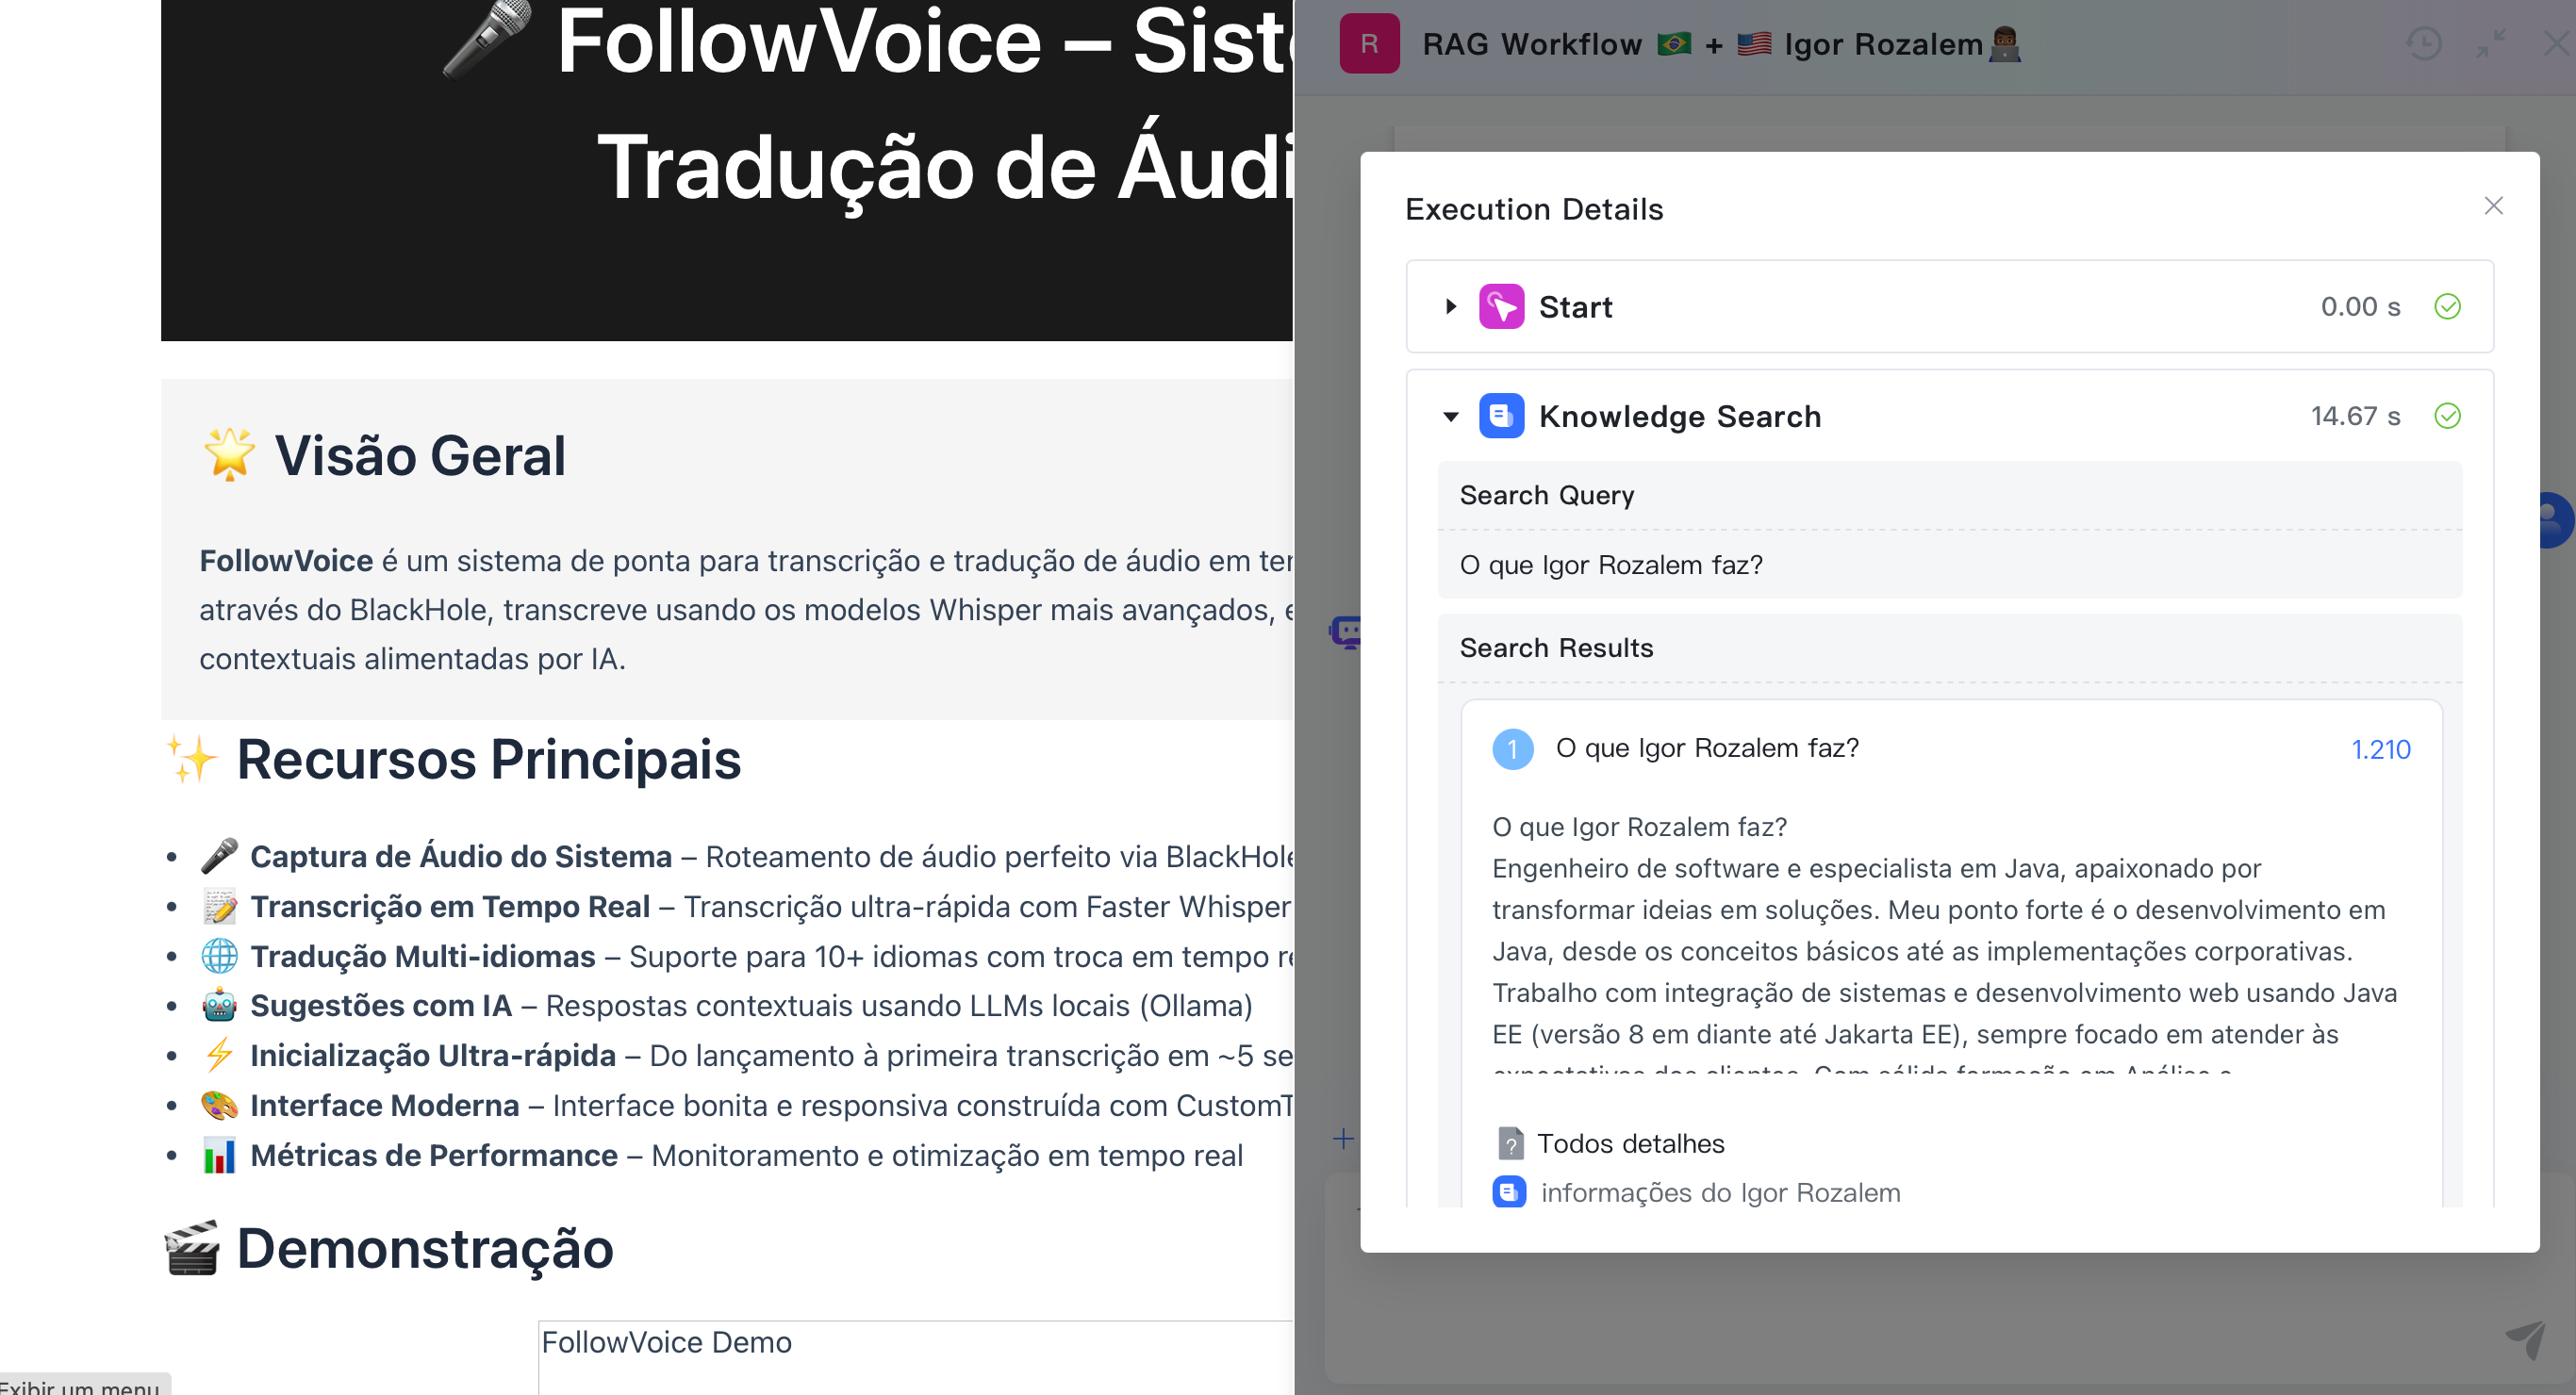 🎤 FollowVoice –
Tradução de
🌟 Visão Geral
FollowVoice é um sistema de ponta para transcrição e tradução de áudio em
através do BlackHole, transcreve usando os modelos Whisper mais avançados,
contextuais alimentadas por IA.
✨ Recursos Principais
• 🎤 Captura de Áudio do Sistema – Roteamento de áudio perfeito via BlackHole
• 📝 Transcrição em Tempo Real – Transcrição ultra-rápida com Faster Whisper
• 🌐 Tradução Multi-idiomas – Suporte para 10+ idiomas com troca em tempo
• 🤖 Sugestões com IA – Respostas contextuais usando LLMs locais (Ollama)
• ⚡ Inicialização Ultra-rápida – Do lançamento à primeira transcrição em ~5
• 🎨 Interface Moderna – Interface bonita e responsiva construída com
• 📊 Métricas de Performance – Monitoramento e otimização em tempo real
🎬 Demonstração
FollowVoice Demo
Exibir um menu
R RAG Workflow 🇧🇷 + 🇺🇸 Igor Rozalem👨🏾‍💻
Execution Details
Start 0.00 s
Knowledge Search 14.67 s
Search Query
O que Igor Rozalem faz?
Search Results
1 O que Igor Rozalem faz? 1.210
O que Igor Rozalem faz?
Engenheiro de software e especialista em Java, apaixonado por
transformar ideias em soluções. Meu ponto forte é o desenvolvimento em
Java, desde os conceitos básicos até as implementações corporativas.
Trabalho com integração de sistemas e desenvolvimento web usando Java
EE (versão 8 em diante até Jakarta EE), sempre focado em atender às
expectativas dos clientes. Com sólida formação em Análise e
Todos detalhes
informações do Igor Rozalem